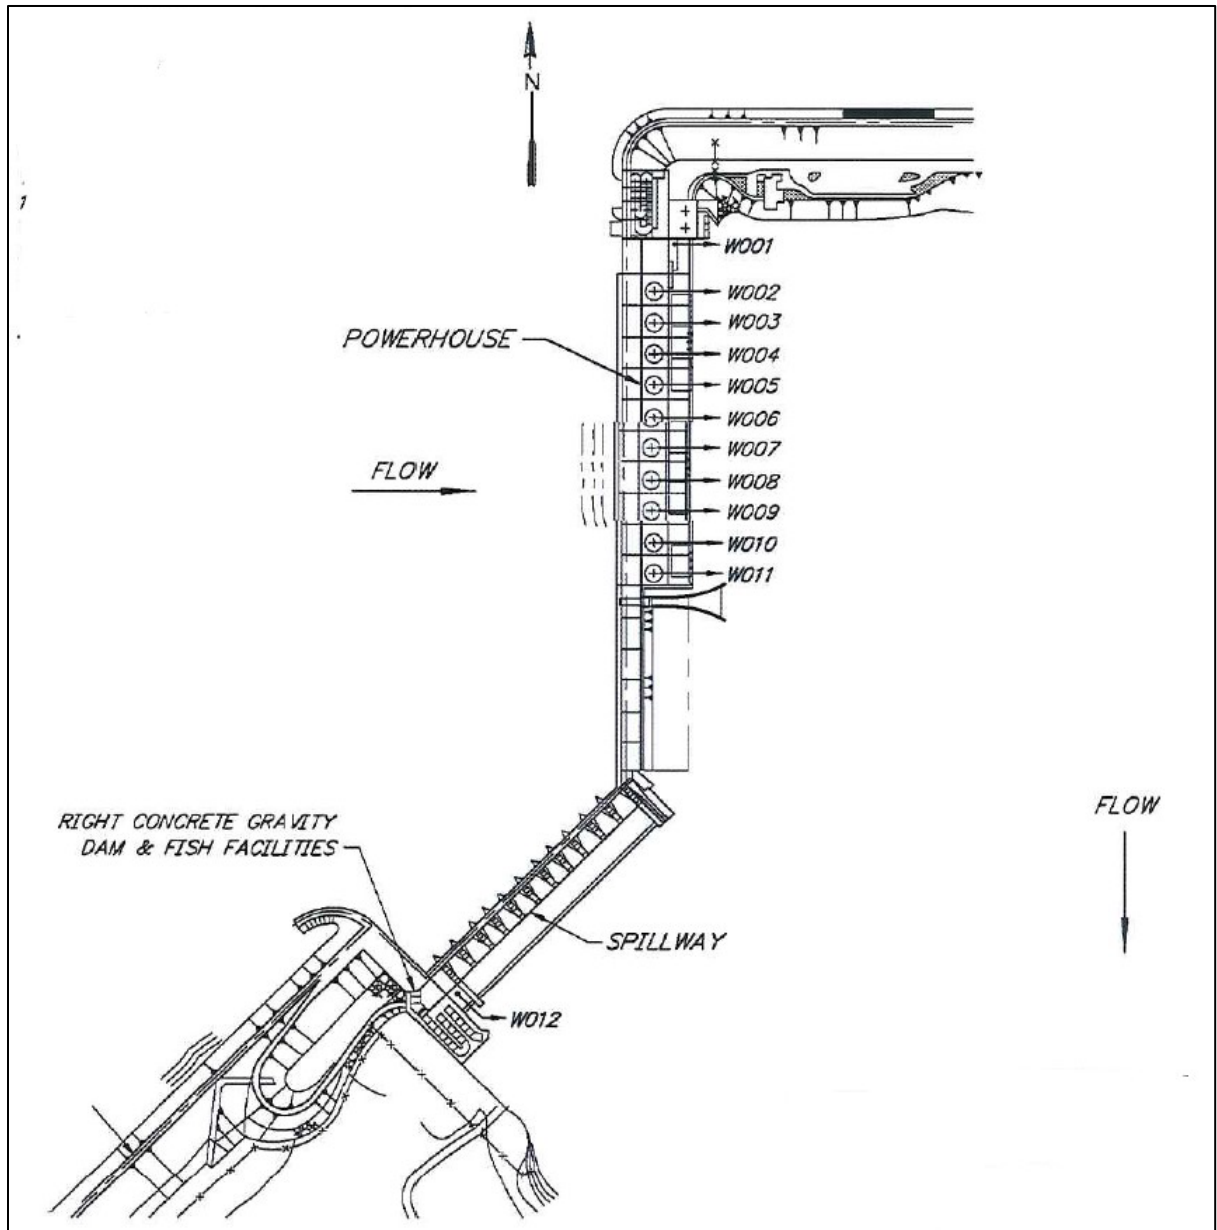 N
1
W001
W002
W003
POWERHOUSE
W004
W005
W006
W007
FLOW
W008
W009
W010
W011
FLOW
RIGHT CONCRETE GRAVITY
DAM & FISH FACILITIES
SPILLWAY
W012